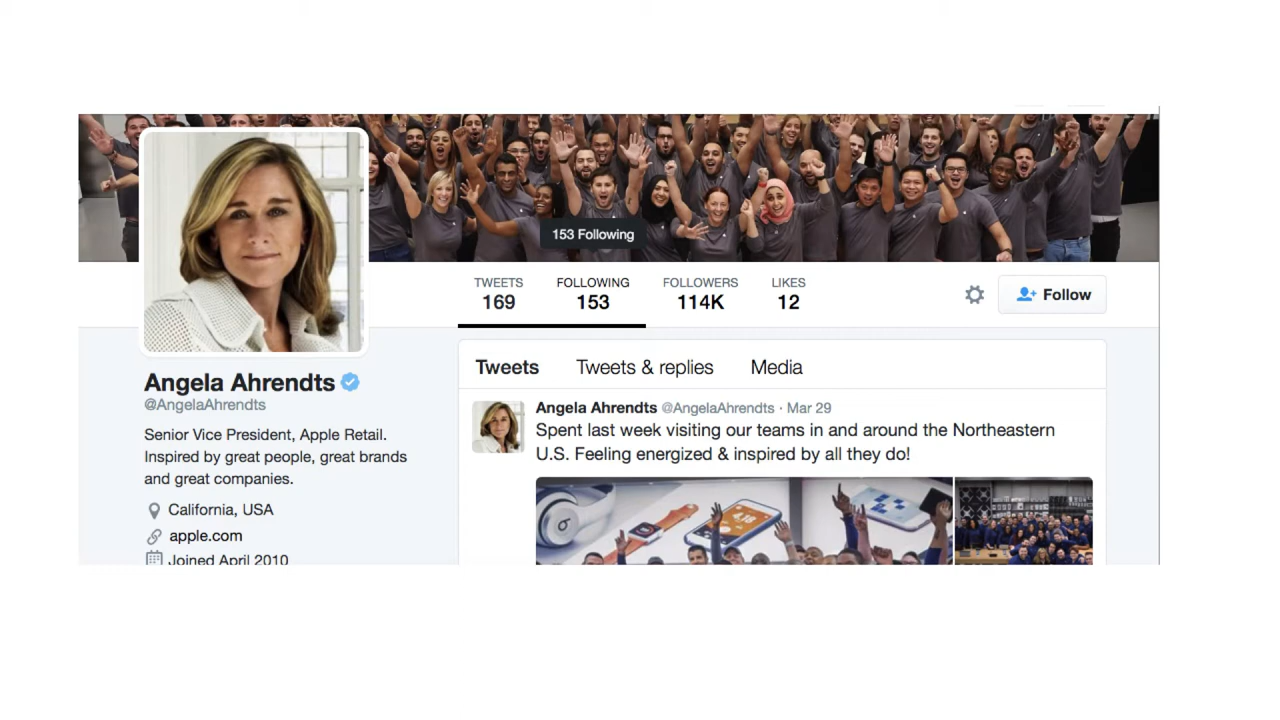 153 Following
TWEETS FOLLOWING FOLLOWERS LIKES
169 153 114K 12
Follow
Angela Ahrendts
@AngelaAhrendts
Senior Vice President, Apple Retail.
Inspired by great people, great brands
and great companies.
California, USA
apple.com
Joined April 2010
Tweets Tweets & replies Media
Angela Ahrendts @AngelaAhrendts · Mar 29
Spent last week visiting our teams in and around the Northeastern
U.S. Feeling energized & inspired by all they do!
4.18